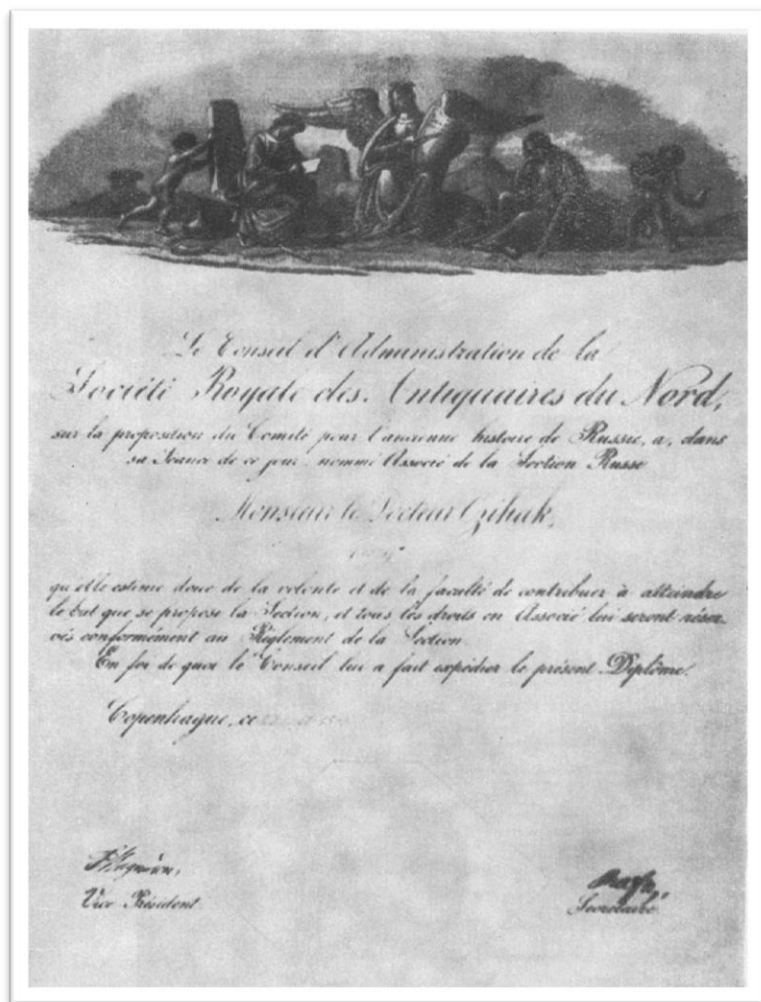 Le Conseil d'Administration de la
Société Royale des Antiquaires du Nord,
sur la proposition du Comité pour l'ancienne histoire de Russie, a, dans
sa Séance de ce jour, nommé Associé de la Section Russe
Monsieur le Docteur Czihak,
qu'elle estime doué de la volonté et de la faculté de contribuer à atteindre
le but que se propose la Section, et tous les droits en Associé lui seront réser-
vés conformément au Règlement de la Section.
En foi de quoi le Conseil lui a fait expédier le présent Diplôme.
Copenhague, ce
Vice Président
Secrétaire